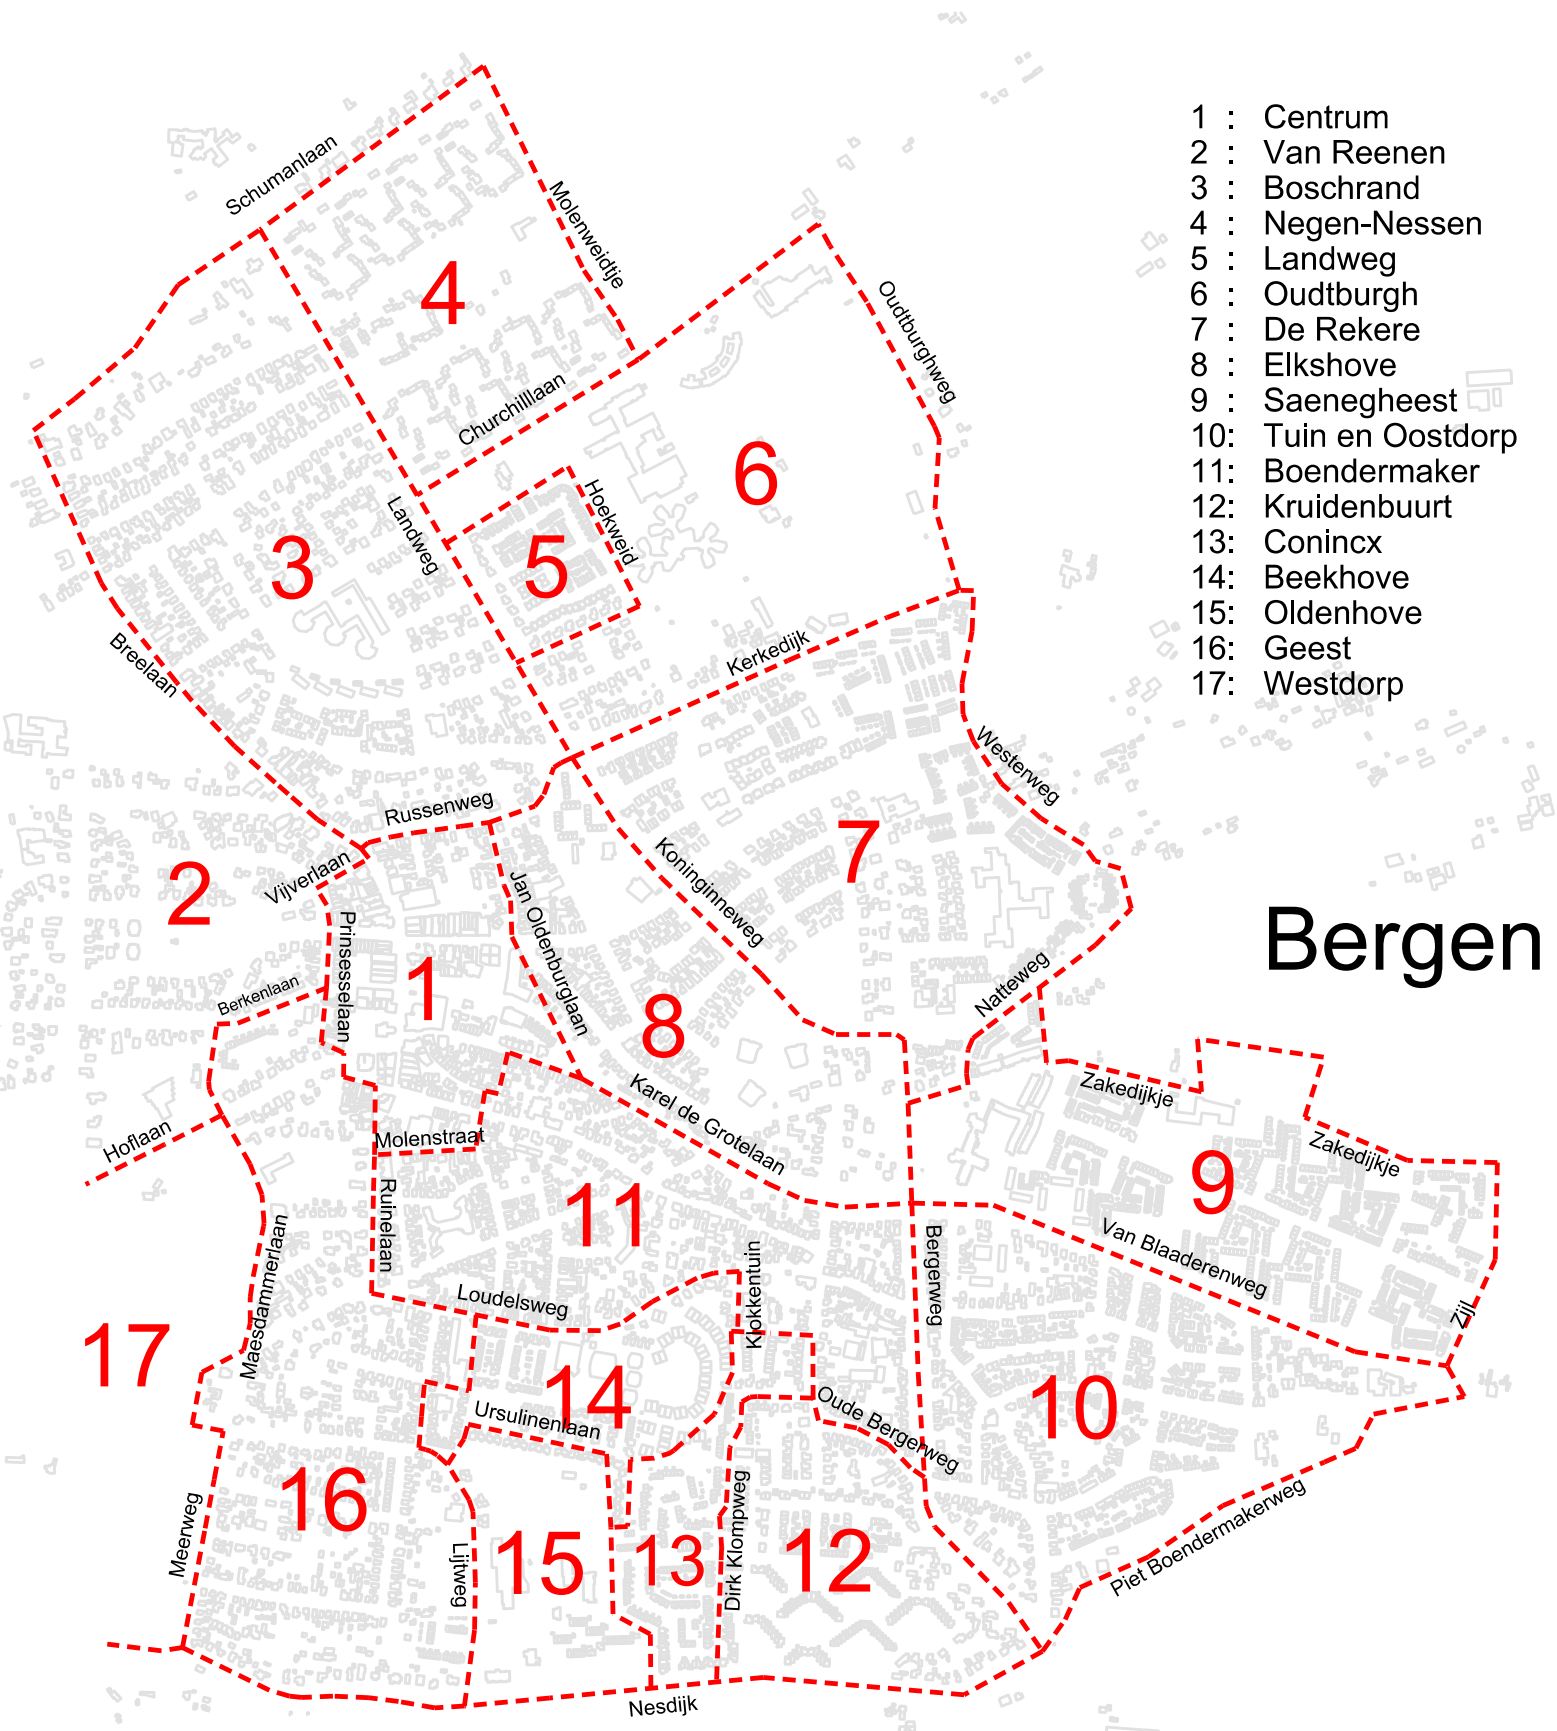 1 : Centrum
2 : Van Reenen
3 : Boschrand
4 : Negen-Nessen
5 : Landweg
6 : Oudtburgh
7 : De Rekere
8 : Elkshove
9 : Saenegheest
10: Tuin en Oostdorp
11: Boendermaker
12: Kruidenbuurt
13: Conincx
14: Beekhove
15: Oldenhove
16: Geest
17: Westdorp
Bergen
Schumanlaan
Molenweidtje
4
Oudtburghweg
Churchilllaan
6
Landweg
Hoekweid
3
5
Breelaan
Kerkedijk
Westerweg
Russenweg
7
Vijverlaan
2
Koninginneweg
Jan Oldenburglaan
Prinsesselaan
1
Berkenlaan
Natteweg
8
Karel de Grotelaan
Zakedijkje
Hoflaan
Molenstraat
Zakedijkje
9
11
Ruinelaan
Van Blaaderenweg
Bergerweg
Maesdammerlaan
Klokkentuin
Loudelsweg
Zijl
17
14
10
Oude Bergerweg
Ursulinenlaan
16
Meerweg
Dirk Klompweg
Piet Boendermakerweg
Lijtweg
15
13
12
Nesdijk